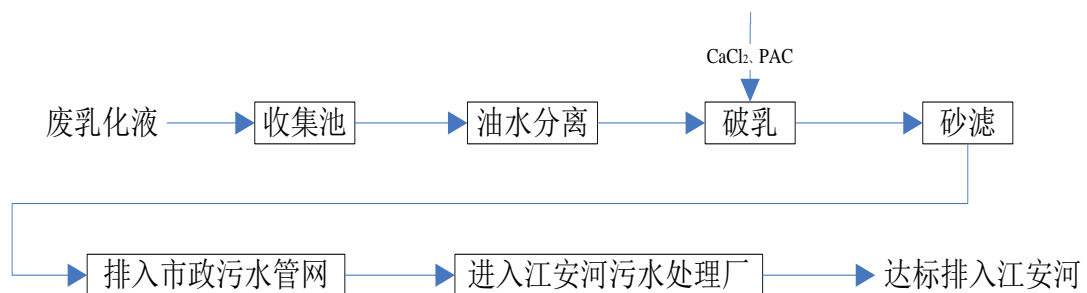 CaCl₂、PAC
废乳化液
收集池
油水分离
破乳
砂滤
排入市政污水管网
进入江安河污水处理厂
达标排入江安河